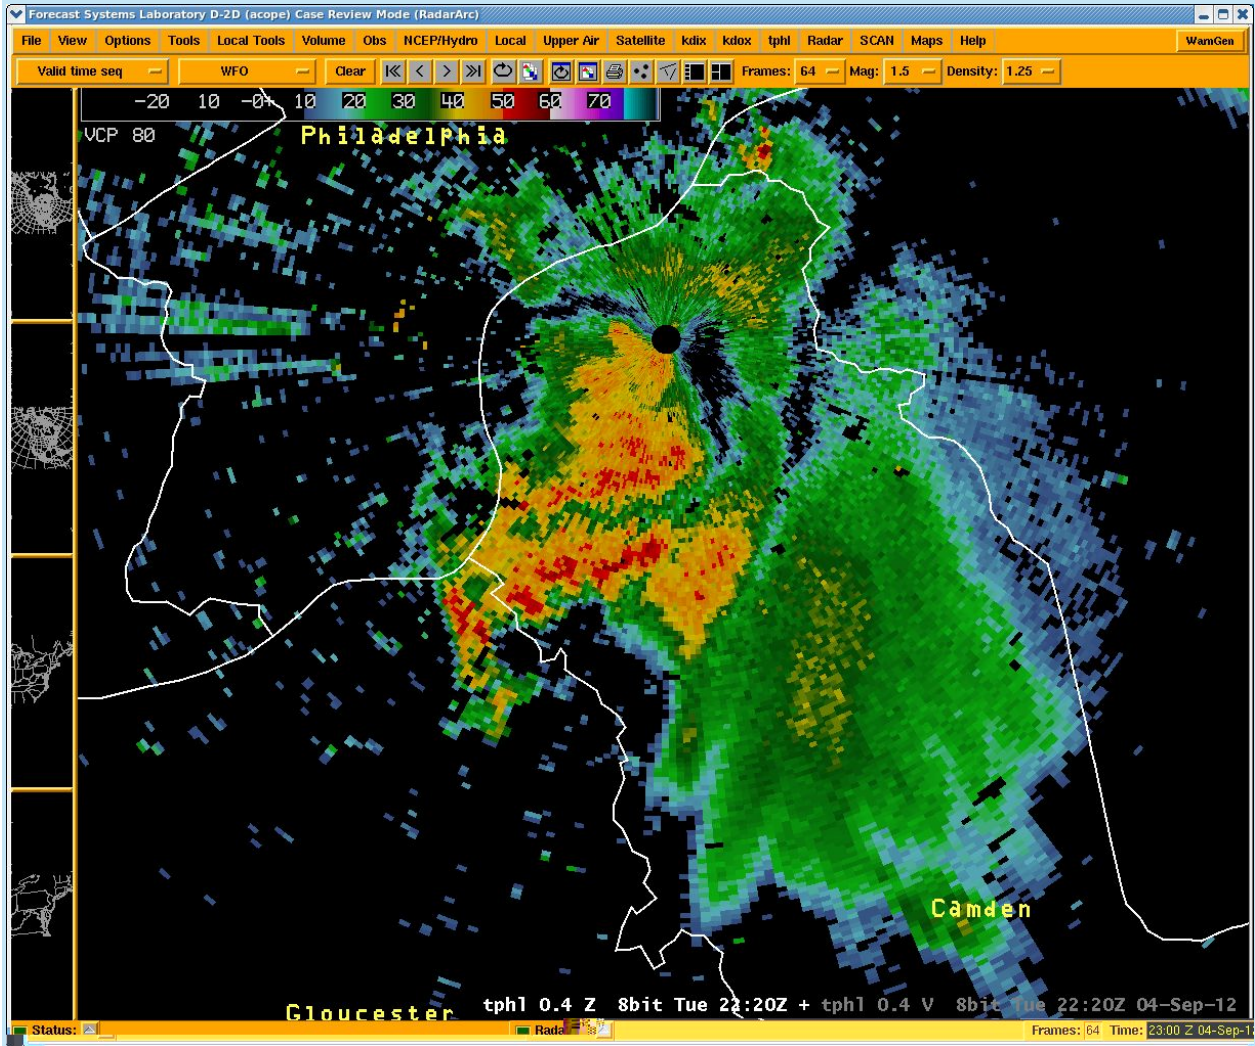 Forecast Systems Laboratory D-2D (acope) Case Review Mode (RadarArc)
File View Options Tools Local Tools Volume Obs NCEP/Hydro Local Upper Air Satellite kdix kdox tphl Radar SCAN Maps Help WarnGen
Valid time seq WFO Clear Frames: 64 Mag: 1.5 Density: 1.25
-20 10 -0+ 10 20 30 40 50 60 70
VCP 80
Philadelphia
Camden
tphl 0.4 Z 8bit Tue 22:20Z + tphl 0.4 V 8bit Tue 22:20Z 04-Sep-12
Gloucester
Status: Frames: 64 Time: 23:00 Z 04-Sep-1